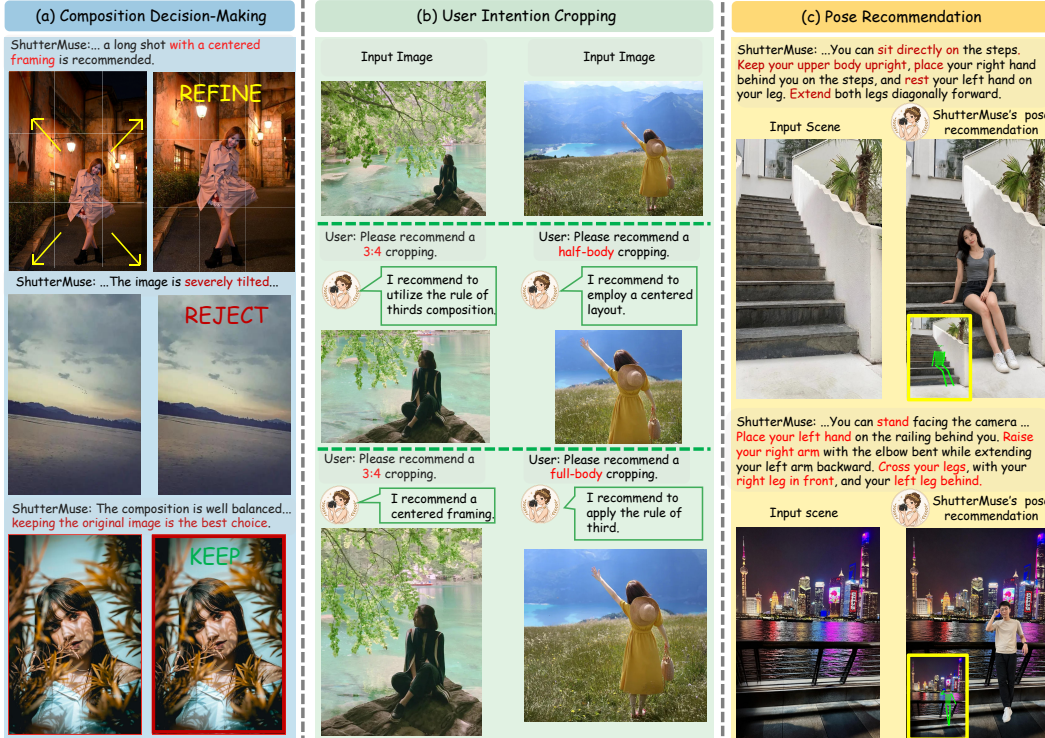 (a) Composition Decision-Making
ShutterMuse:... a long shot with a centered
framing is recommended.
REFINE
ShutterMuse: ...The image is severely tilted...
REJECT
ShutterMuse: The composition is well balanced...
keeping the original image is the best choice.
KEEP
(b) User Intention Cropping
Input Image
Input Image
User: Please recommend a
3:4 cropping.
I recommend to
utilize the rule of
thirds composition.
User: Please recommend a
half-body cropping.
I recommend to
employ a centered
layout.
User: Please recommend a
3:4 cropping.
I recommend a
centered framing.
User: Please recommend a
full-body cropping.
I recommend to
apply the rule of
third.
(c) Pose Recommendation
ShutterMuse: ...You can sit directly on the steps.
Keep your upper body upright, place your right hand
behind you on the steps, and rest your left hand on
your leg. Extend both legs diagonally forward.
Input Scene
ShutterMuse's pose
recommendation
ShutterMuse: ...You can stand facing the camera ...
Place your left hand on the railing behind you. Raise
your right arm with the elbow bent while extending
your left arm backward. Cross your legs, with your
right leg in front, and your left leg behind.
Input scene
ShutterMuse's pose
recommendation